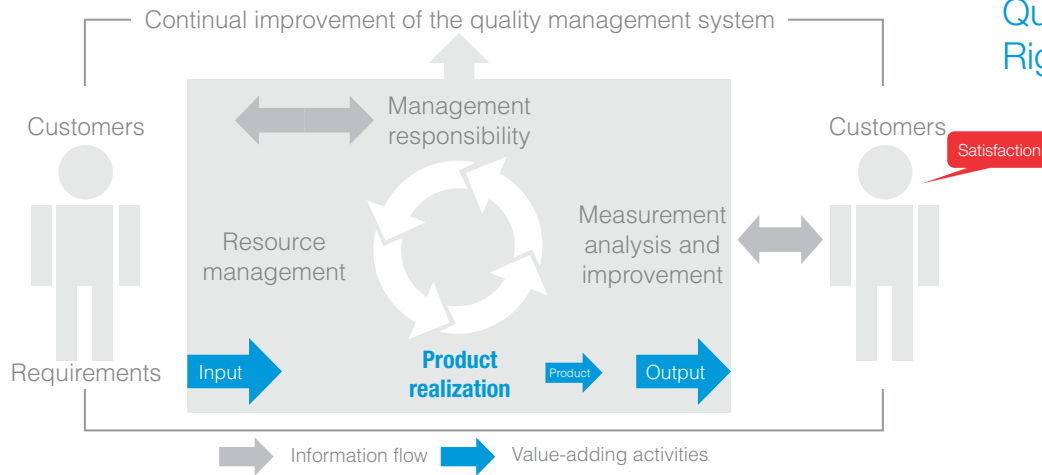 Continual improvement of the quality management system
Management
responsibility
Customers
Customers
Satisfaction
Resource
management
Measurement
analysis and
improvement
Requirements
Input
Product
realization
Product
Output
Information flow
Value-adding activities